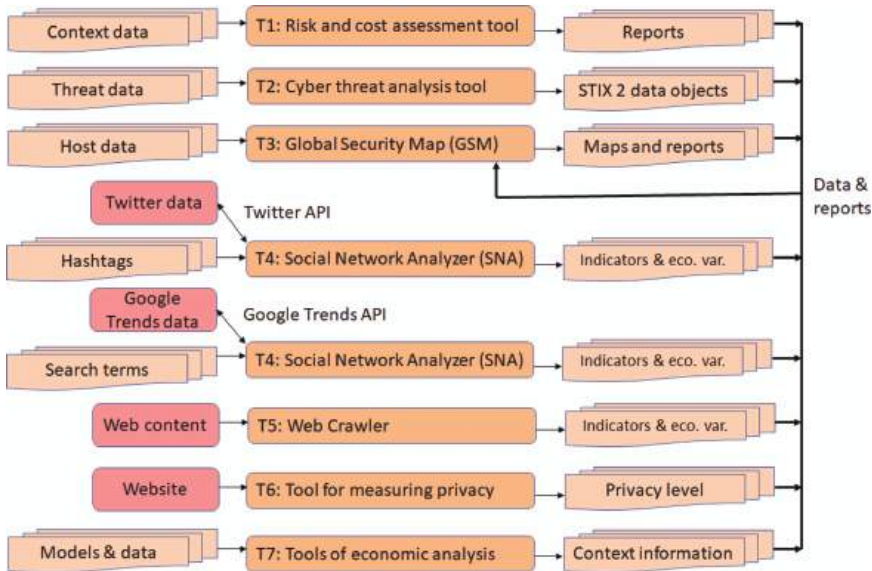 Context data
T1: Risk and cost assessment tool
Reports
Threat data
T2: Cyber threat analysis tool
STIX 2 data objects
Host data
T3: Global Security Map (GSM)
Maps and reports
Data &
reports
Twitter data
Twitter API
Hashtags
T4: Social Network Analyzer (SNA)
Indicators & eco. var.
Google
Trends data
Google Trends API
Search terms
T4: Social Network Analyzer (SNA)
Indicators & eco. var.
Web content
T5: Web Crawler
Indicators & eco. var.
Website
T6: Tool for measuring privacy
Privacy level
Models & data
T7: Tools of economic analysis
Context information